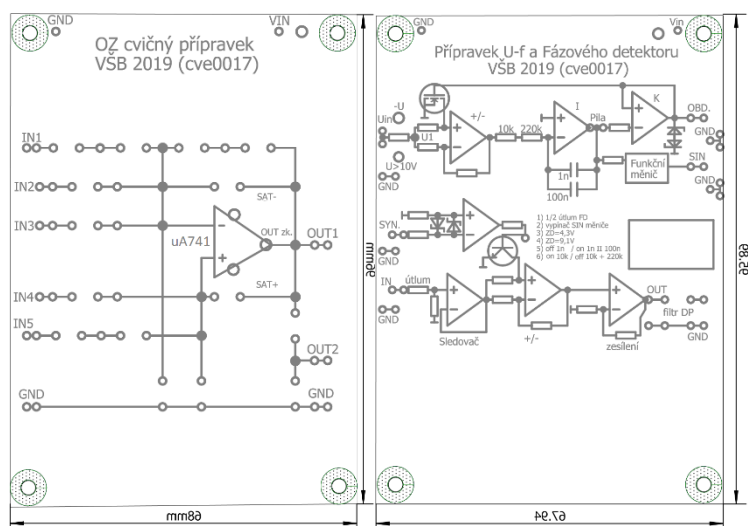 GND
VIN
OZ cvičný přípravek
VŠB 2019 (cve0017)
IN1
IN2
SAT-
IN3
uA741
OUT zk.
OUT1
IN4
SAT+
IN5
OUT2
GND
GND
96mm
68mm
GND
Vin
Přípravek U-f a Fázového detektoru
VŠB 2019 (cve0017)
-U
Uin
U1
U>10V
GND
+/-
10k
220k
I
Pila
K
OBD.
GND
1n
100n
Funkční
měnič
SIN
GND
SYN.
GND
1) 1/2 útlum FD
2) vypínač SIN měniče
3) ZD=4,3V
4) ZD=9,1V
5) off 1n / on 1n II 100n
6) on 10k / off 10k + 220k
IN
útlum
GND
Sledovač
+/-
OUT
zesílení
filtr DP
GND
95.89
67.94